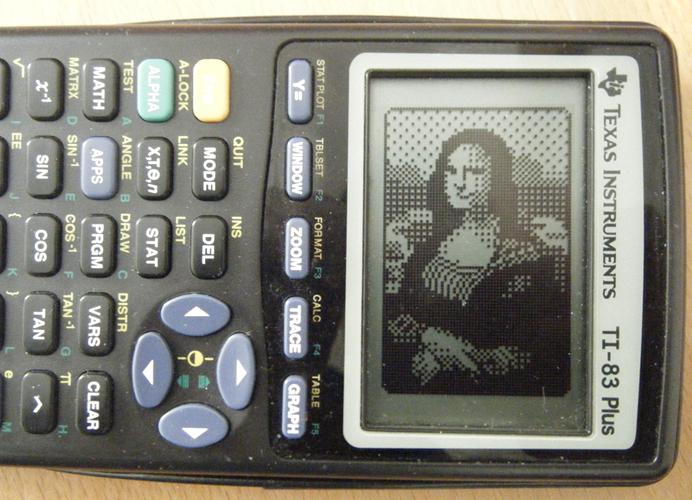 TEXAS INSTRUMENTS TI-83 Plus
STAT PLOT F1 TBLSET F2 FORMAT F3 CALC F4 TABLE F5
Y= WINDOW ZOOM TRACE GRAPH
QUIT INS
MODE DEL
A-LOCK LINK LIST
ALPHA X,T,Θ,n STAT
TEST A ANGLE B DRAW C DISTR
MATH APPS PRGM VARS CLEAR
MATRX D SIN⁻¹ E COS⁻¹ F TAN⁻¹ G π H
x⁻¹ SIN COS TAN ^
√ I EE J { K } L e M